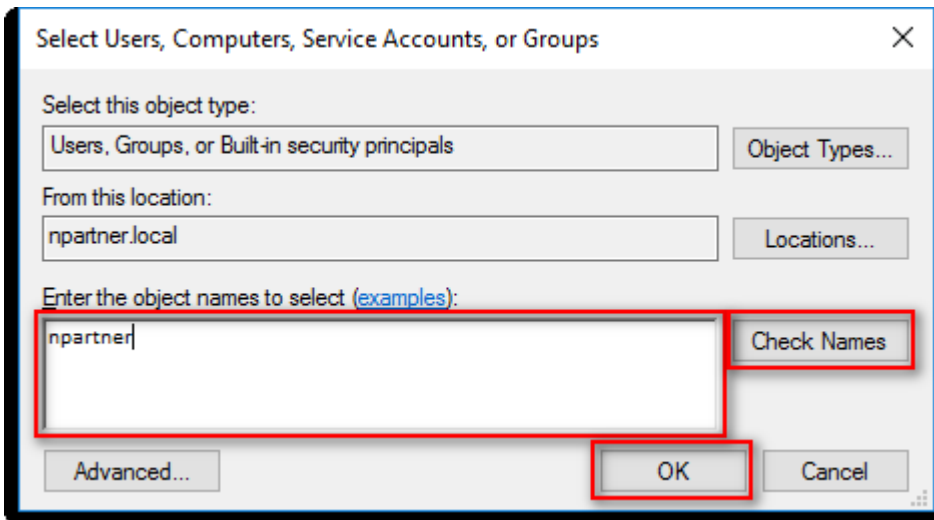 Select Users, Computers, Service Accounts, or Groups
Select this object type:
Users, Groups, or Built-in security principals
Object Types...
From this location:
npartner.local
Locations...
Enter the object names to select (examples):
npartner
Check Names
Advanced...
OK
Cancel